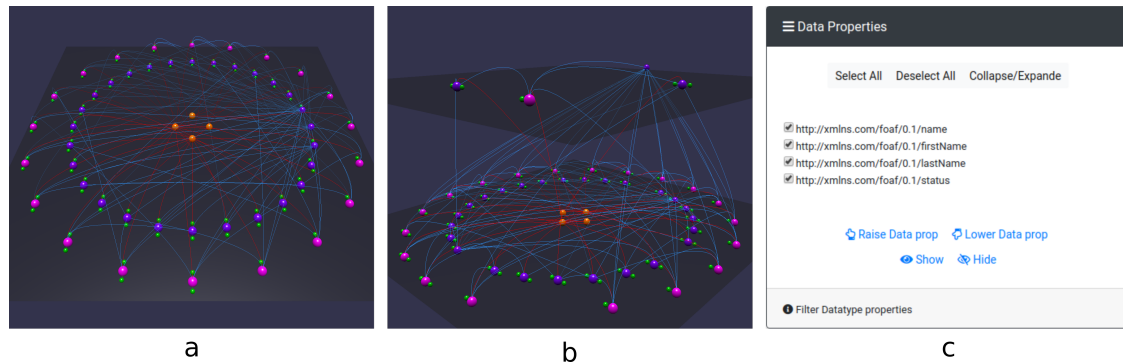 Data Properties
Select All Deselect All Collapse/Expande
http://xmlns.com/foaf/0.1/name
http://xmlns.com/foaf/0.1/firstName
http://xmlns.com/foaf/0.1/lastName
http://xmlns.com/foaf/0.1/status
Raise Data prop Lower Data prop
Show Hide
Filter Datatype properties
a b c